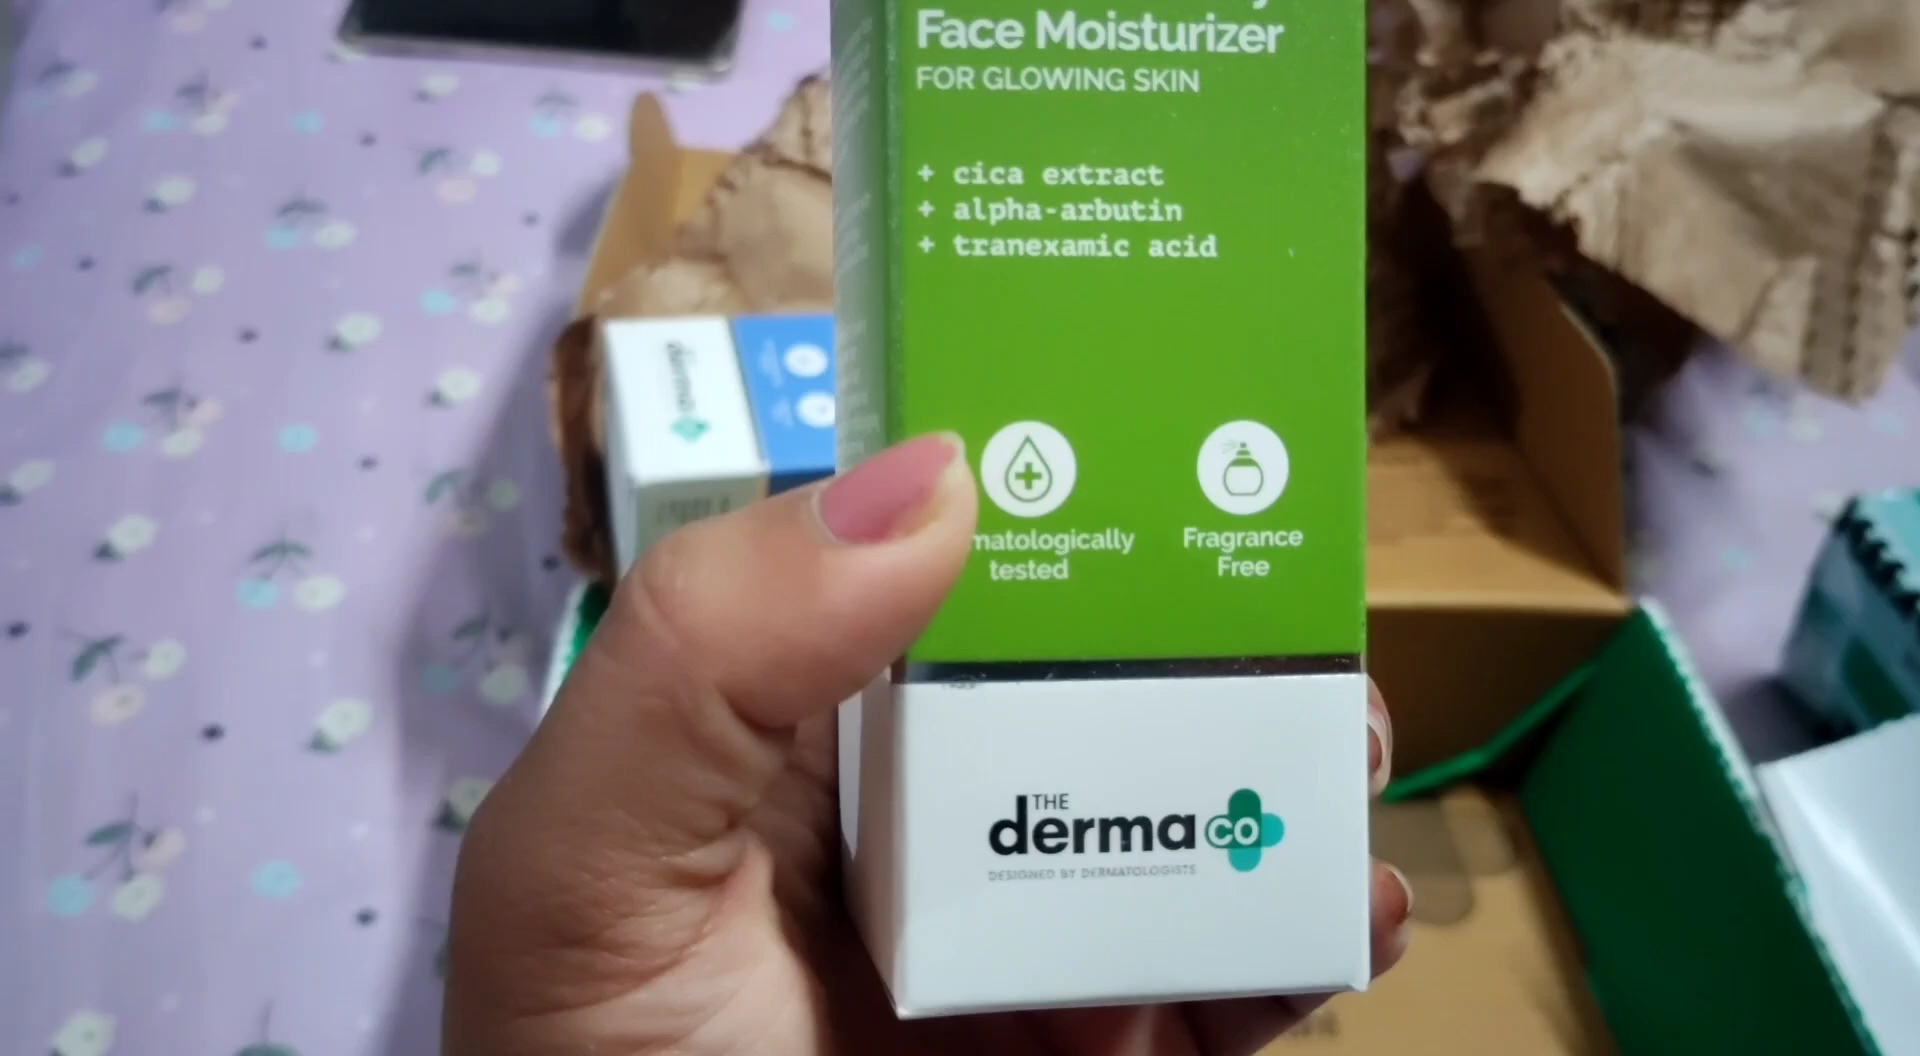 Face Moisturizer
FOR GLOWING SKIN
+ cica extract
+ alpha-arbutin
+ tranexamic acid
matologically
tested
Fragrance
Free
THE
derma co
DESIGNED BY DERMATOLOGISTS
derma